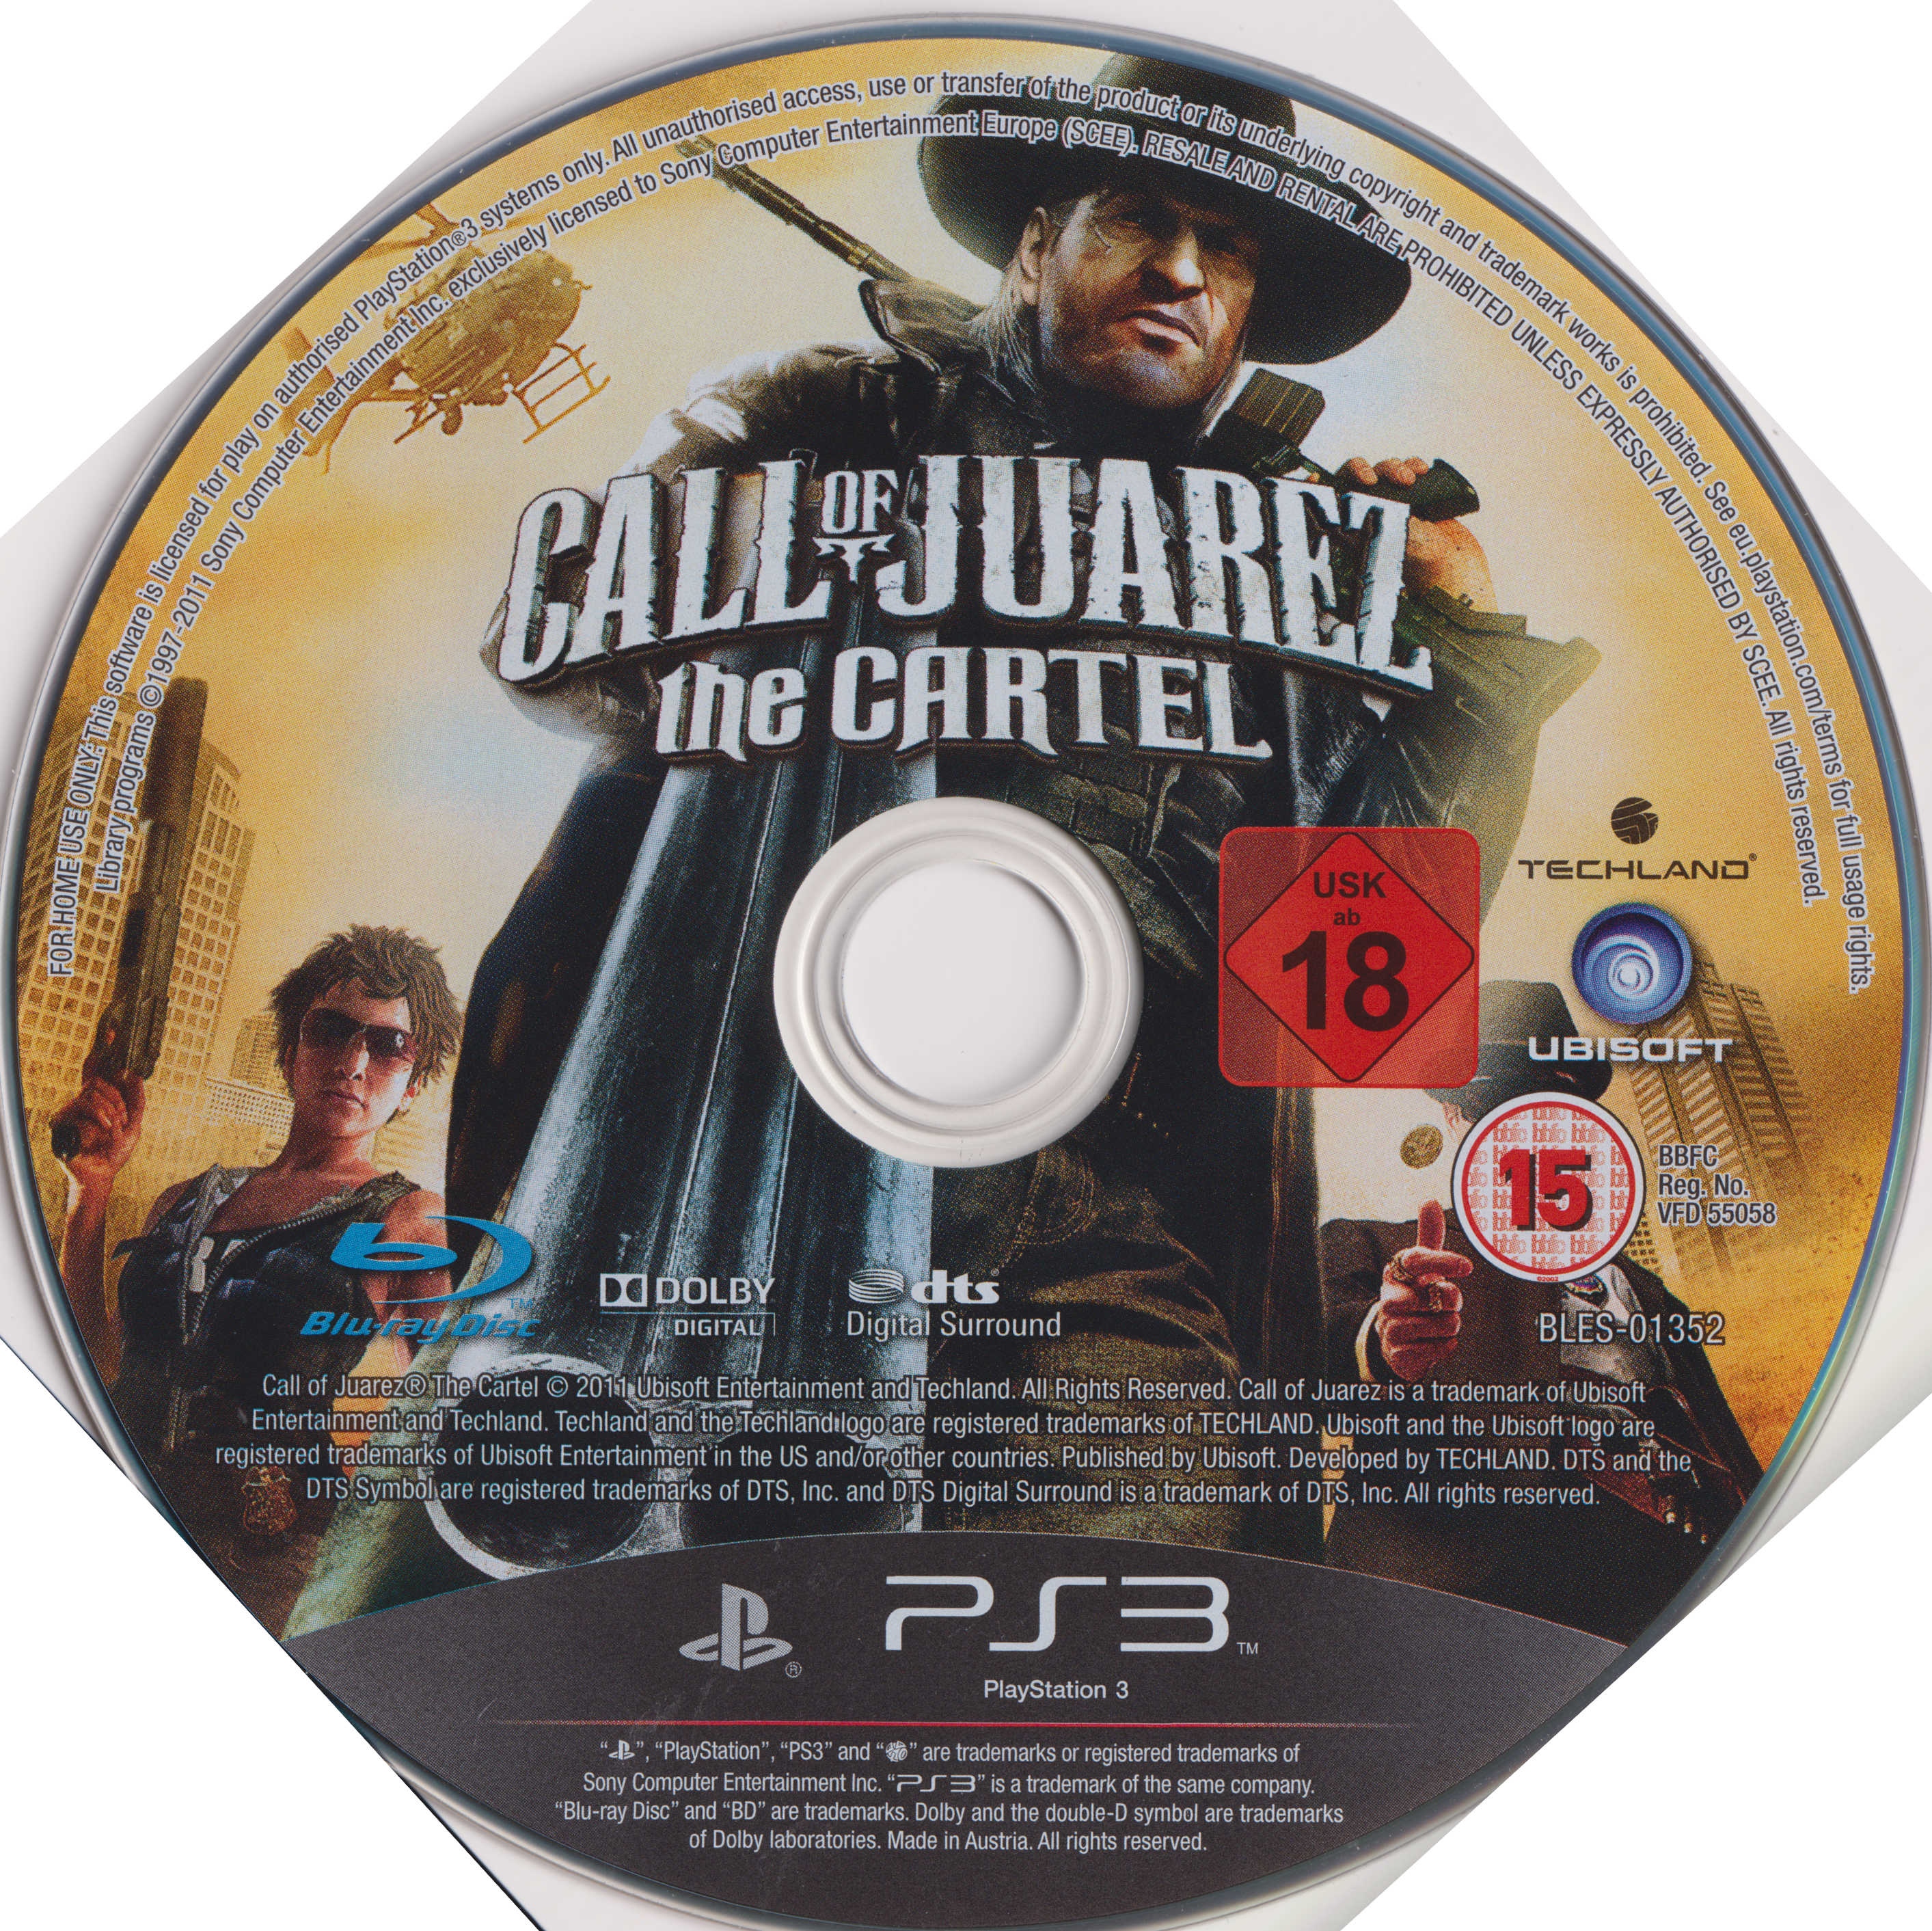 FOR HOME USE ONLY: This software is licensed for play on authorised PlayStation®3 systems only. All unauthorised access, use or transfer of the product or its underlying copyright and trademark works is prohibited. See eu.playstation.com/terms for full usage rights.
Library programs ©1997-2011 Sony Computer Entertainment Inc. exclusively licensed to Sony Computer Entertainment Europe (SCEE). RESALE AND RENTAL ARE PROHIBITED UNLESS EXPRESSLY AUTHORISED BY SCEE. All rights reserved.
CALL OF JUAREZ
the CARTEL
TECHLAND®
USK
ab
18
UBISOFT
15
BBFC
Reg. No.
VFD 55058
Blu-ray Disc™
DOLBY
DIGITAL
dts
Digital Surround
BLES-01352
Call of Juarez® The Cartel © 2011 Ubisoft Entertainment and Techland. All Rights Reserved. Call of Juarez is a trademark of Ubisoft
Entertainment and Techland. Techland and the Techland logo are registered trademarks of TECHLAND. Ubisoft and the Ubisoft logo are
registered trademarks of Ubisoft Entertainment in the US and/or other countries. Published by Ubisoft. Developed by TECHLAND. DTS and the
DTS Symbol are registered trademarks of DTS, Inc. and DTS Digital Surround is a trademark of DTS, Inc. All rights reserved.
® PS3™
PlayStation 3
“”, “PlayStation”, “PS3” and “” are trademarks or registered trademarks of
Sony Computer Entertainment Inc. “PS3” is a trademark of the same company.
“Blu-ray Disc” and “BD” are trademarks. Dolby and the double-D symbol are trademarks
of Dolby laboratories. Made in Austria. All rights reserved.